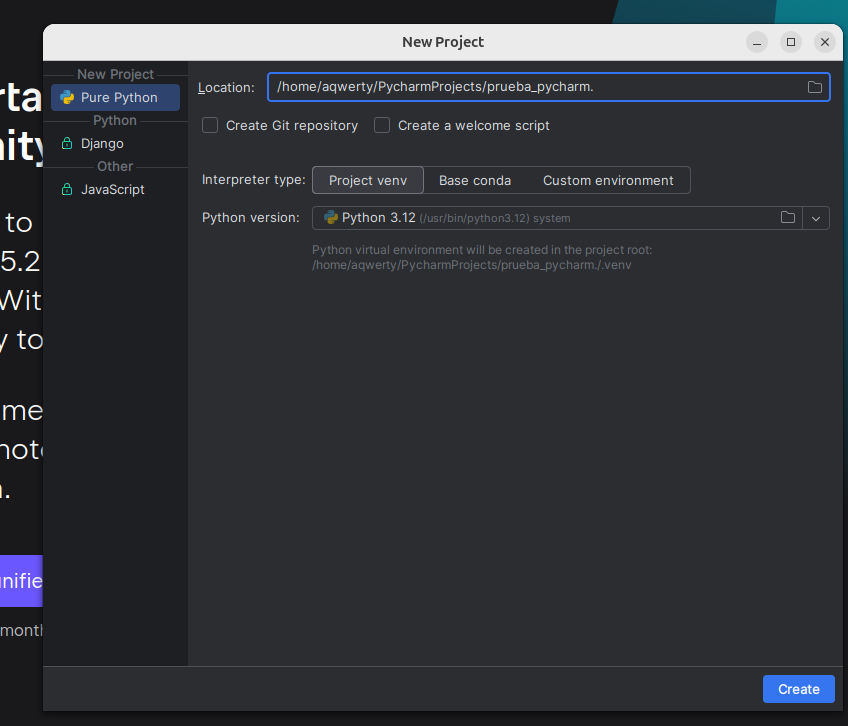 New Project
New Project
Pure Python
Python
Django
Other
JavaScript
Location: /home/aqwerty/PycharmProjects/prueba_pycharm.
Create Git repository Create a welcome script
Interpreter type: Project venv Base conda Custom environment
Python version: Python 3.12 (/usr/bin/python3.12) system
Python virtual environment will be created in the project root:
/home/aqwerty/PycharmProjects/prueba_pycharm./.venv
Create
rta
nity
to
5.2
Wit
y to
me
note
nifie
month